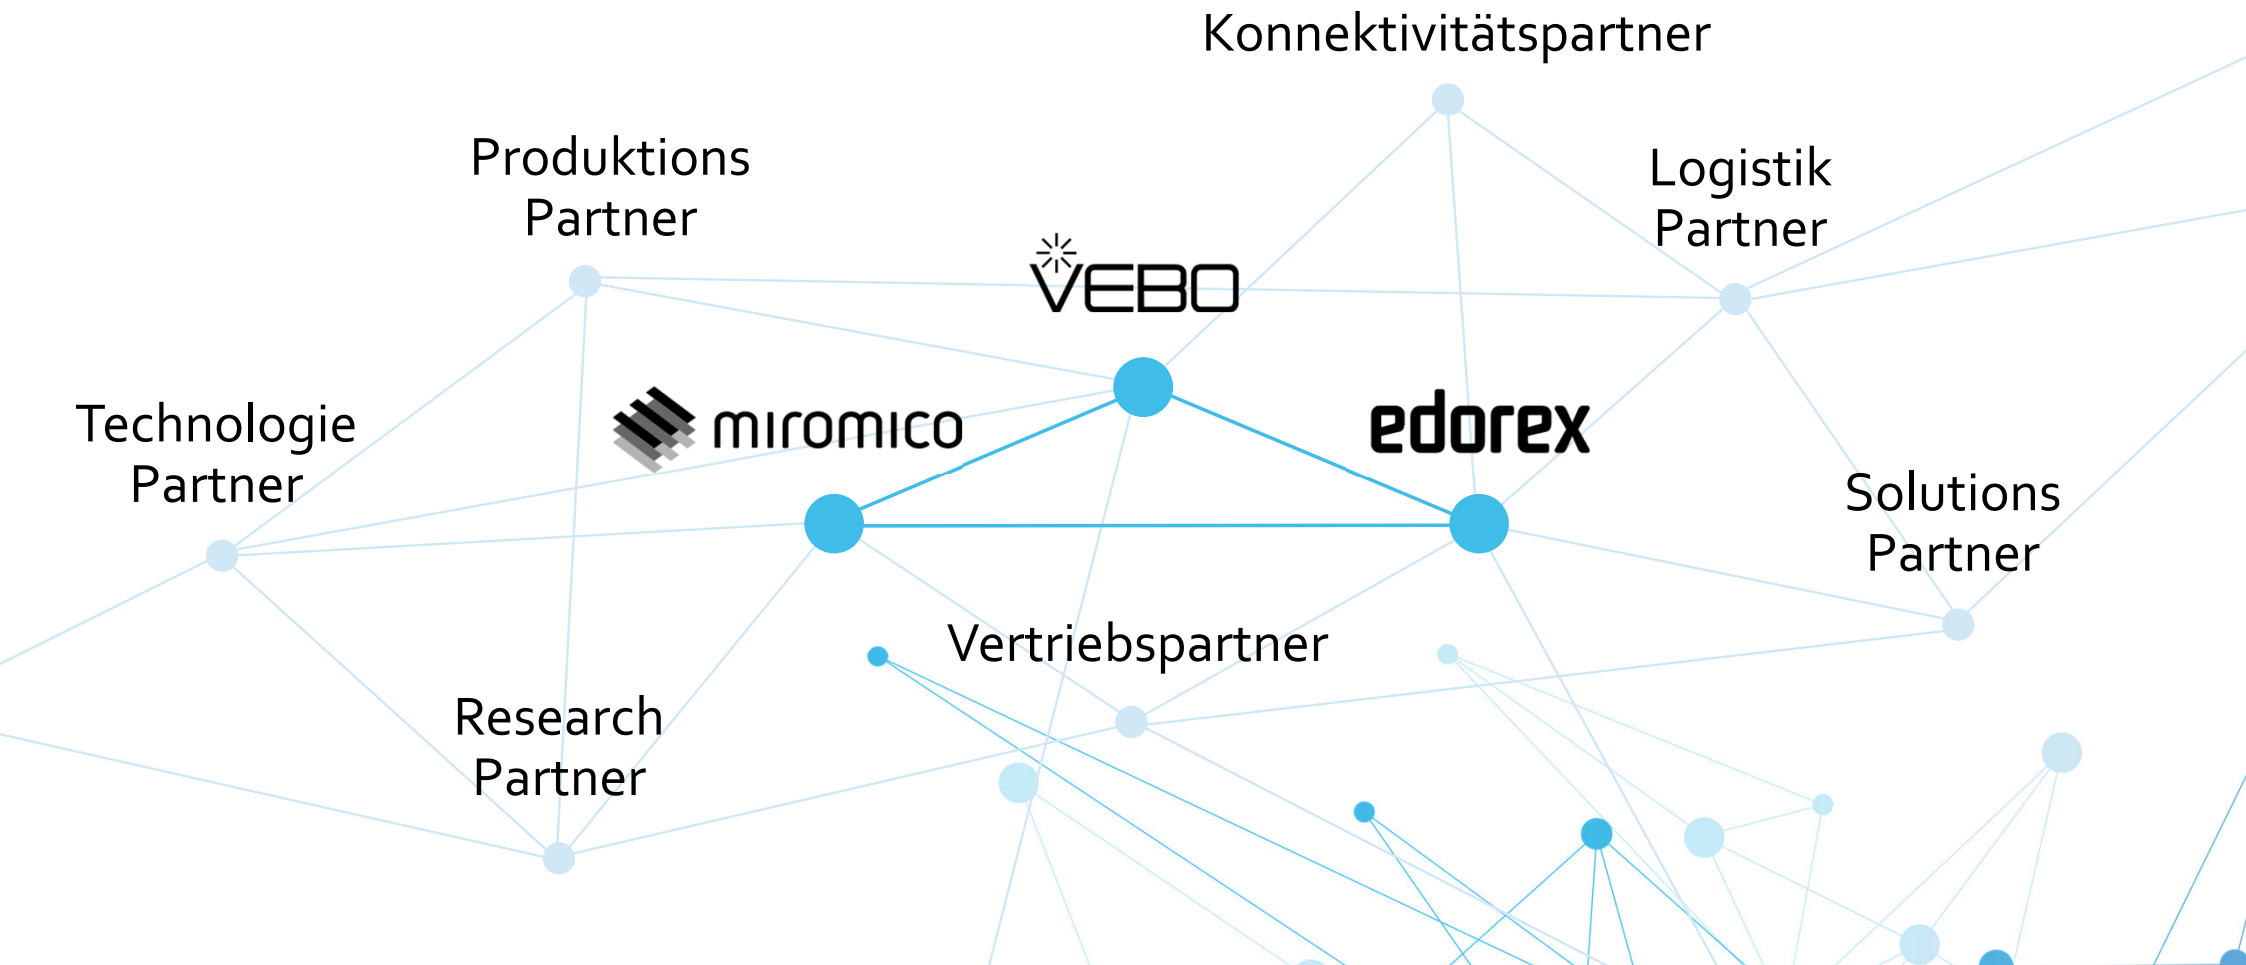 Konnektivitätspartner
Produktions
Partner
Logistik
Partner
VEBO
Technologie
Partner
miromico
edorex
Solutions
Partner
Vertriebspartner
Research
Partner